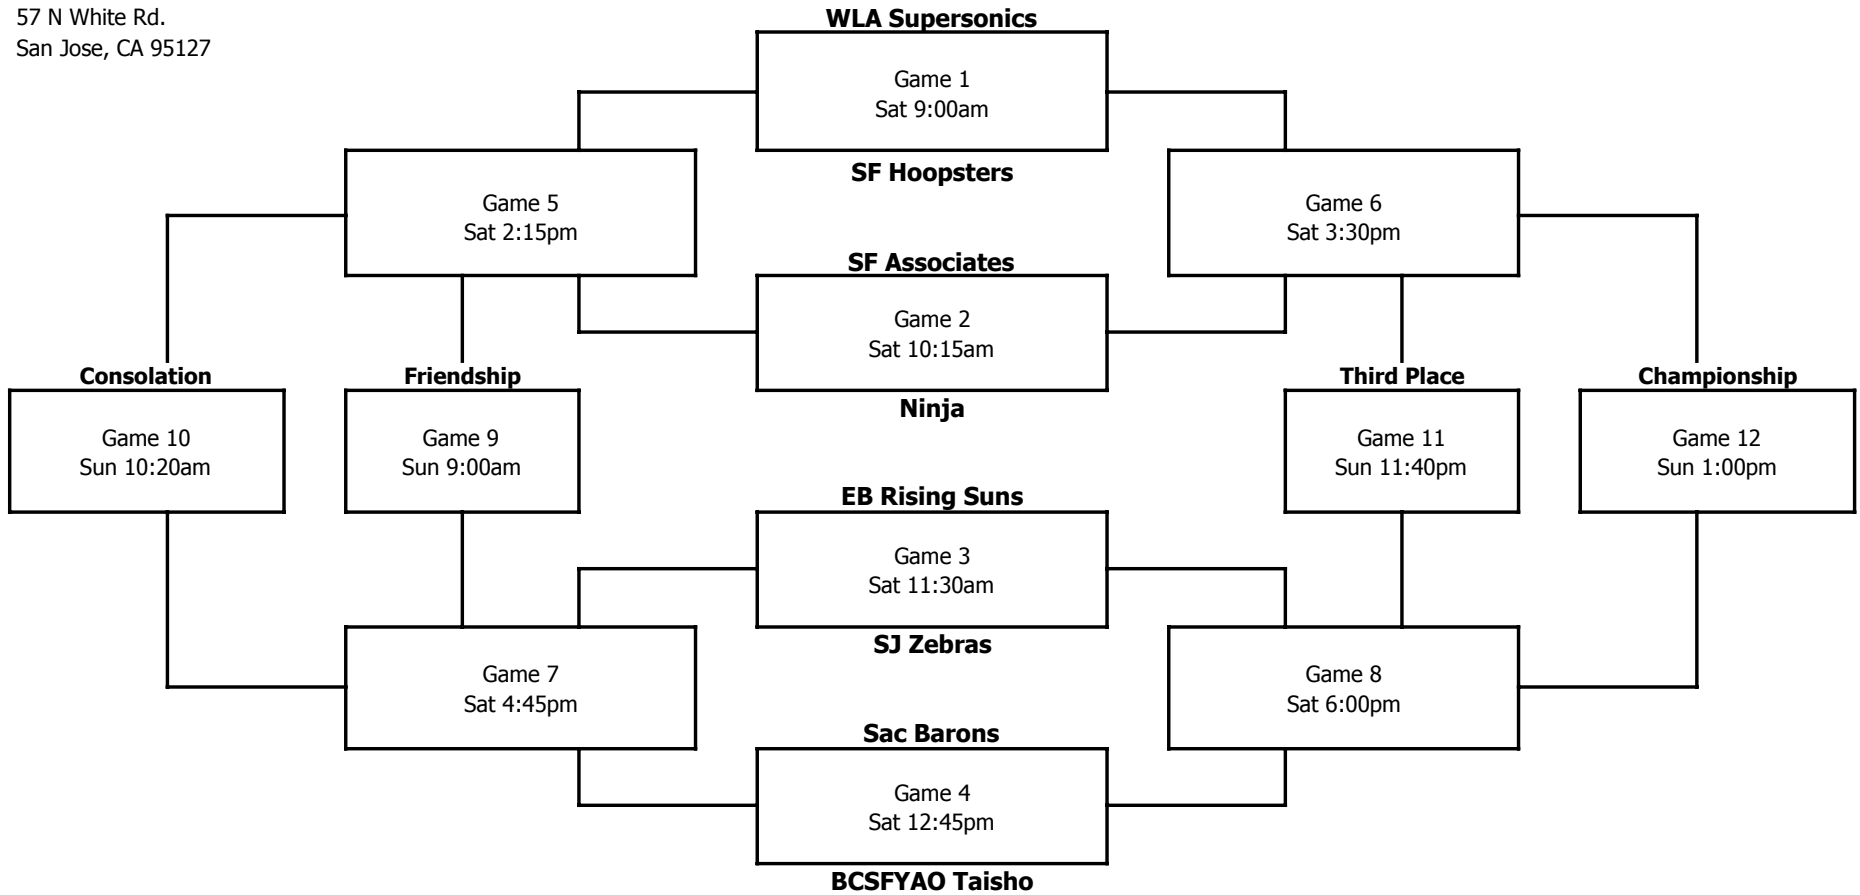 57 N White Rd.
San Jose, CA 95127
WLA Supersonics
Game 1
Sat 9:00am
SF Hoopsters
Game 5
Sat 2:15pm
Game 6
Sat 3:30pm
SF Associates
Game 2
Sat 10:15am
Ninja
Consolation
Friendship
Third Place
Championship
Game 10
Sun 10:20am
Game 9
Sun 9:00am
Game 11
Sun 11:40pm
Game 12
Sun 1:00pm
EB Rising Suns
Game 3
Sat 11:30am
SJ Zebras
Game 7
Sat 4:45pm
Game 8
Sat 6:00pm
Sac Barons
Game 4
Sat 12:45pm
BCSFYAO Taisho